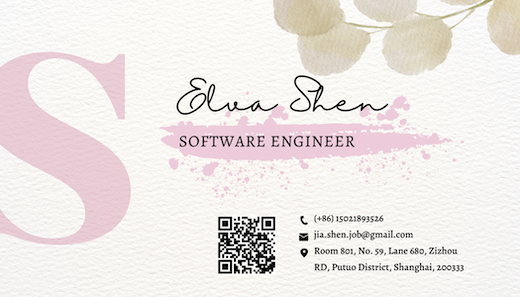 S
Elva Shen
SOFTWARE ENGINEER
(+86) 15021893526
jia.shen.job@gmail.com
Room 801, No. 59, Lane 680, Zizhou
RD, Putuo District, Shanghai, 200333